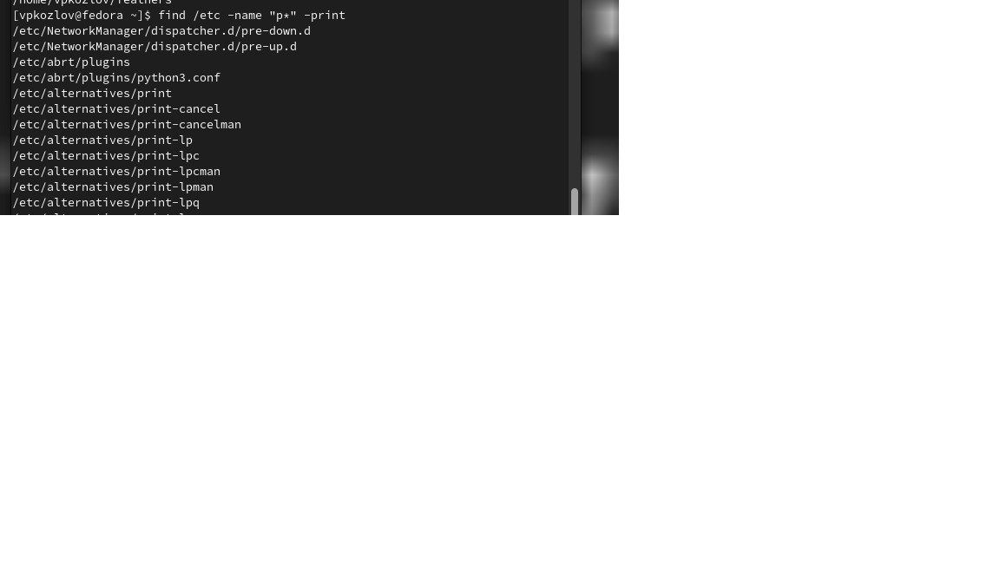 /home/vpkozlov/feathers
[vpkozlov@fedora ~]$ find /etc -name "p*" -print
/etc/NetworkManager/dispatcher.d/pre-down.d
/etc/NetworkManager/dispatcher.d/pre-up.d
/etc/abrt/plugins
/etc/abrt/plugins/python3.conf
/etc/alternatives/print
/etc/alternatives/print-cancel
/etc/alternatives/print-cancelman
/etc/alternatives/print-lp
/etc/alternatives/print-lpc
/etc/alternatives/print-lpcman
/etc/alternatives/print-lpman
/etc/alternatives/print-lpq